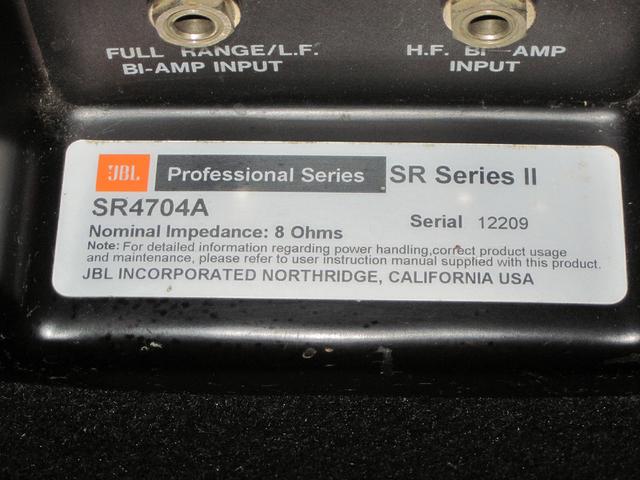 FULL RANGE/L.F.
BI-AMP INPUT
H.F. BI-AMP
INPUT
JBL Professional Series SR Series II
SR4704A
Serial 12209
Nominal Impedance: 8 Ohms
Note: For detailed information regarding power handling,correct product usage
and maintenance, please refer to user instruction manual supplied with this product.
JBL INCORPORATED NORTHRIDGE, CALIFORNIA USA